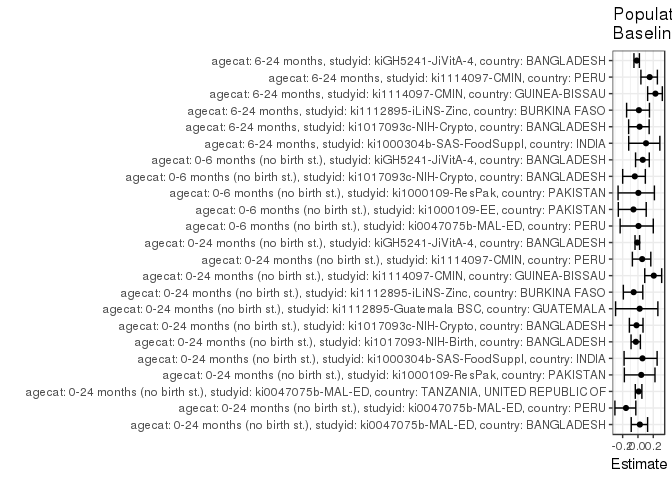 Populat
Baselin
agecat: 6-24 months, studyid: kiGH5241-JiVitA-4, country: BANGLADESH
agecat: 6-24 months, studyid: ki1114097-CMIN, country: PERU
agecat: 6-24 months, studyid: ki1114097-CMIN, country: GUINEA-BISSAU
agecat: 6-24 months, studyid: ki1112895-iLiNS-Zinc, country: BURKINA FASO
agecat: 6-24 months, studyid: ki1017093c-NIH-Crypto, country: BANGLADESH
agecat: 6-24 months, studyid: ki1000304b-SAS-FoodSuppl, country: INDIA
agecat: 0-6 months (no birth st.), studyid: kiGH5241-JiVitA-4, country: BANGLADESH
agecat: 0-6 months (no birth st.), studyid: ki1017093c-NIH-Crypto, country: BANGLADESH
agecat: 0-6 months (no birth st.), studyid: ki1000109-ResPak, country: PAKISTAN
agecat: 0-6 months (no birth st.), studyid: ki1000109-EE, country: PAKISTAN
agecat: 0-6 months (no birth st.), studyid: ki0047075b-MAL-ED, country: PERU
agecat: 0-24 months (no birth st.), studyid: kiGH5241-JiVitA-4, country: BANGLADESH
agecat: 0-24 months (no birth st.), studyid: ki1114097-CMIN, country: PERU
agecat: 0-24 months (no birth st.), studyid: ki1114097-CMIN, country: GUINEA-BISSAU
agecat: 0-24 months (no birth st.), studyid: ki1112895-iLiNS-Zinc, country: BURKINA FASO
agecat: 0-24 months (no birth st.), studyid: ki1112895-Guatemala BSC, country: GUATEMALA
agecat: 0-24 months (no birth st.), studyid: ki1017093c-NIH-Crypto, country: BANGLADESH
agecat: 0-24 months (no birth st.), studyid: ki1017093-NIH-Birth, country: BANGLADESH
agecat: 0-24 months (no birth st.), studyid: ki1000304b-SAS-FoodSuppl, country: INDIA
agecat: 0-24 months (no birth st.), studyid: ki1000109-ResPak, country: PAKISTAN
agecat: 0-24 months (no birth st.), studyid: ki0047075b-MAL-ED, country: TANZANIA, UNITED REPUBLIC OF
agecat: 0-24 months (no birth st.), studyid: ki0047075b-MAL-ED, country: PERU
agecat: 0-24 months (no birth st.), studyid: ki0047075b-MAL-ED, country: BANGLADESH
-0.2 0.0 0.2
Estimate